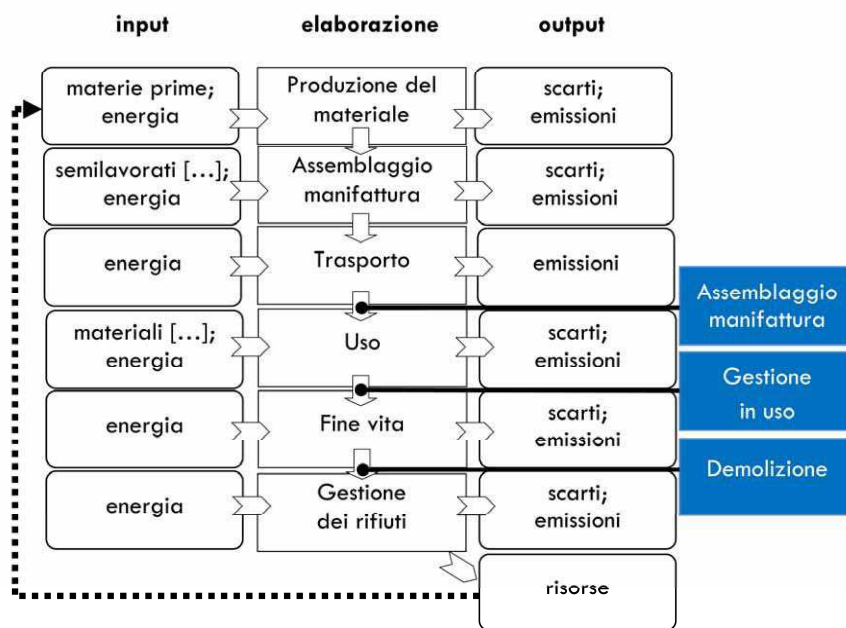 input elaborazione output
materie prime;
energia
Produzione del
materiale
scarti;
emissioni
semilavorati [...];
energia
Assemblaggio
manifattura
scarti;
emissioni
energia
Trasporto
emissioni
Assemblaggio
manifattura
materiali [...];
energia
Uso
scarti;
emissioni
Gestione
in uso
energia
Fine vita
scarti;
emissioni
Demolizione
energia
Gestione
dei rifiuti
scarti;
emissioni
risorse